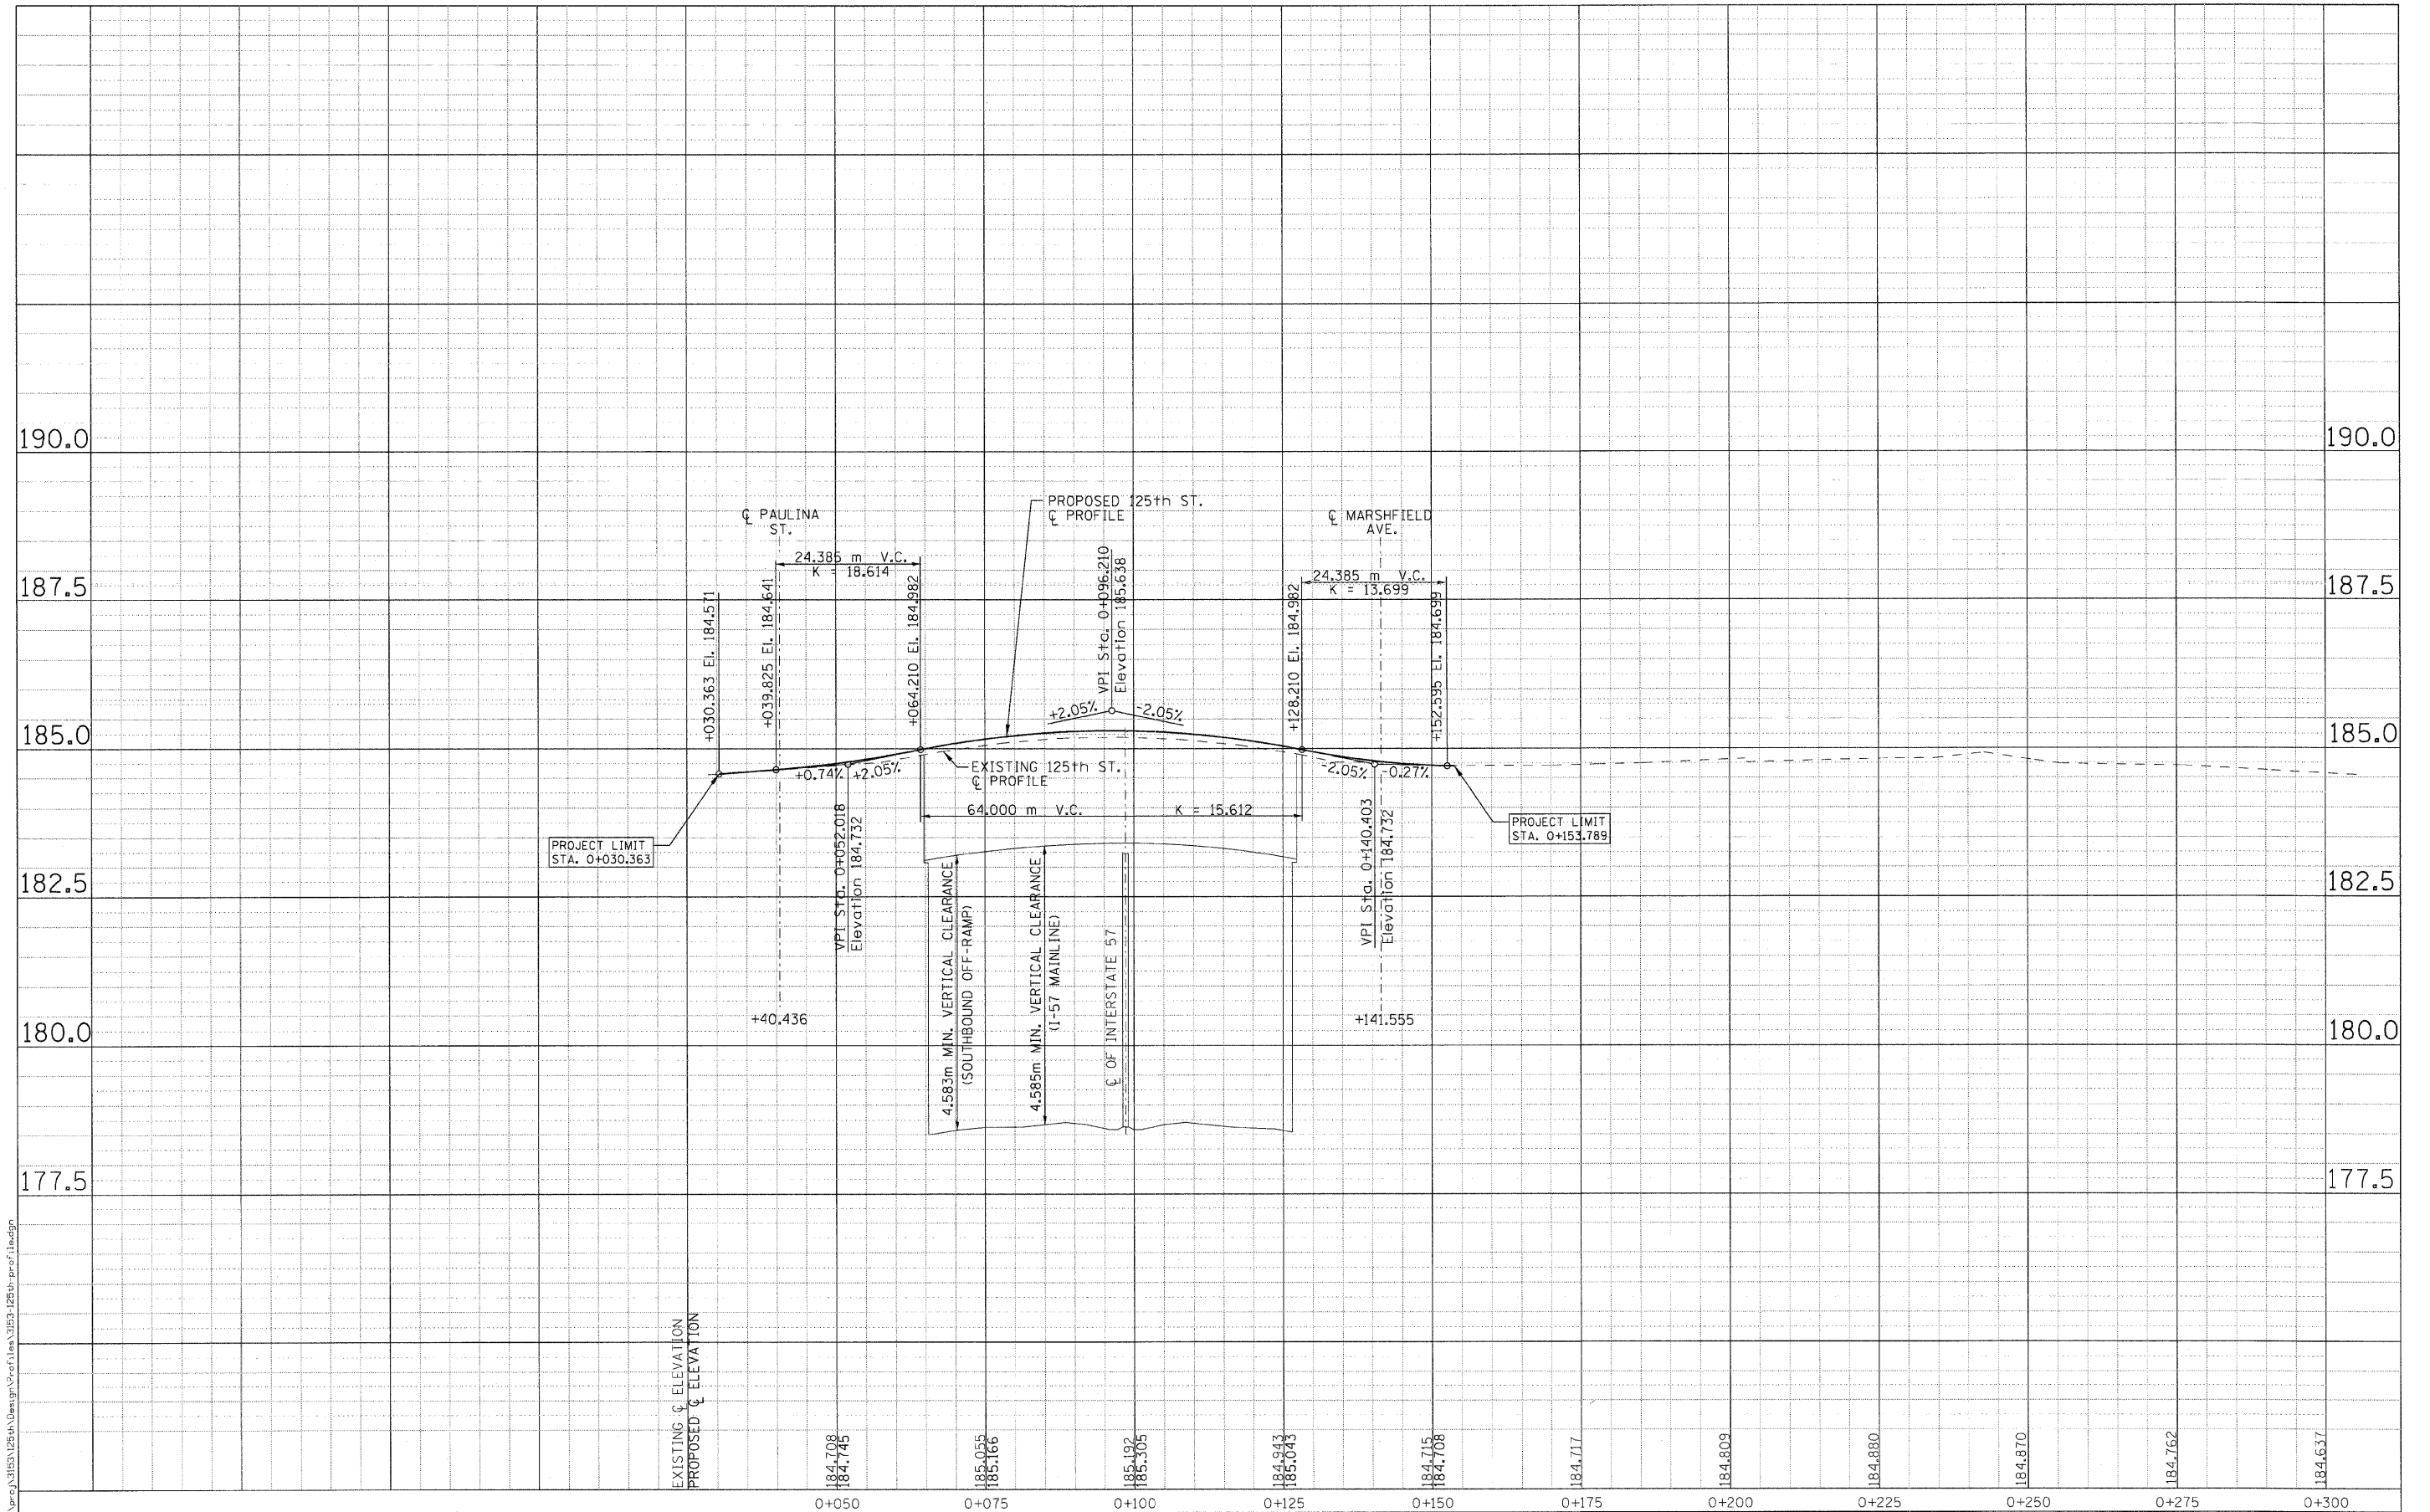 190.0
190.0
PROPOSED 125th ST.
℄ PROFILE
℄ PAULINA
ST.
℄ MARSHFIELD
AVE.
24.385 m V.C.
K = 18.614
24.385 m V.C.
K = 13.699
187.5
187.5
+030.363 El. 184.571
+039.825 El. 184.641
+064.210 El. 184.982
VPI Sta. 0+096.210
Elevation 185.638
+128.210 El. 184.982
+152.595 El. 184.699
+2.05%
-2.05%
185.0
185.0
+0.74%
+2.05%
EXISTING 125th ST.
℄ PROFILE
-2.05%
-0.27%
64.000 m V.C.
K = 15.612
PROJECT LIMIT
STA. 0+030.363
PROJECT LIMIT
STA. 0+153.789
VPI Sta. 0+052.018
Elevation 184.732
VPI Sta. 0+140.403
Elevation 184.732
182.5
182.5
4.583m MIN. VERTICAL CLEARANCE
(SOUTHBOUND OFF-RAMP)
4.585m MIN. VERTICAL CLEARANCE
(I-57 MAINLINE)
℄ OF INTERSTATE 57
+40.436
+141.555
180.0
180.0
177.5
177.5
\proj\3153\125th\Design\Profiles\3153-125th-profile.dgn
EXISTING ℄ ELEVATION
PROPOSED ℄ ELEVATION
184.708
184.745
185.055
185.166
185.192
185.305
184.943
185.043
184.715
184.708
184.717
184.809
184.880
184.870
184.762
184.637
0+050
0+075
0+100
0+125
0+150
0+175
0+200
0+225
0+250
0+275
0+300